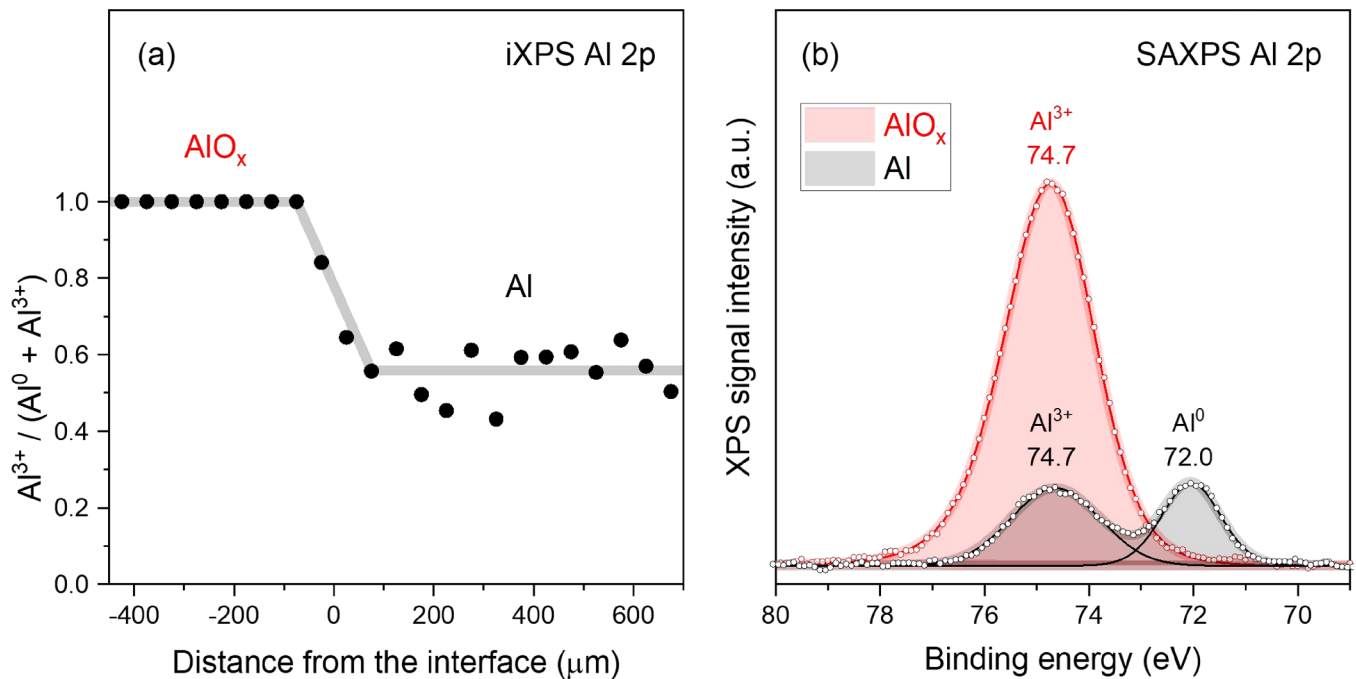 (a)
iXPS Al 2p
AlOₓ
Al
Al³⁺ / (Al⁰ + Al³⁺)
1.0
0.8
0.6
0.4
0.2
0.0
-400
-200
0
200
400
600
Distance from the interface (μm)
(b)
SAXPS Al 2p
AlOₓ
Al
Al³⁺
74.7
Al³⁺
74.7
Al⁰
72.0
XPS signal intensity (a.u.)
80
78
76
74
72
70
Binding energy (eV)